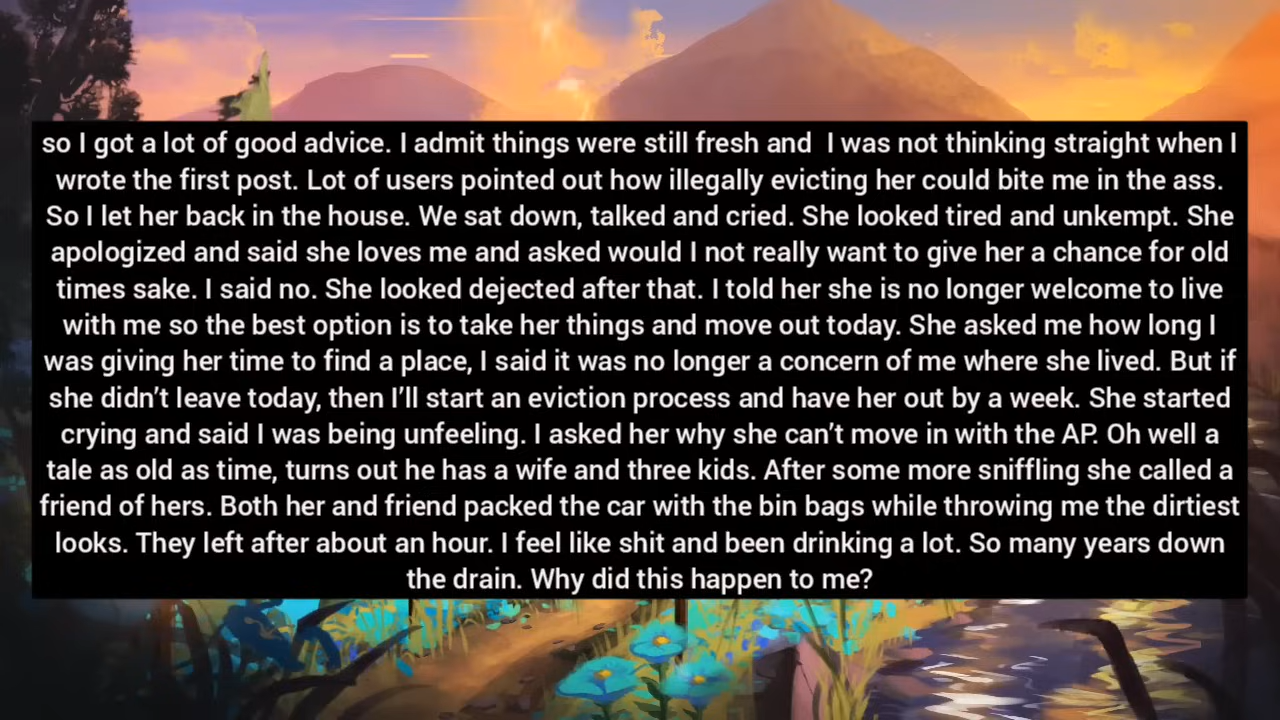 so I got a lot of good advice. I admit things were still fresh and  I was not thinking straight when I
wrote the first post. Lot of users pointed out how illegally evicting her could bite me in the ass.
So I let her back in the house. We sat down, talked and cried. She looked tired and unkempt. She
apologized and said she loves me and asked would I not really want to give her a chance for old
times sake. I said no. She looked dejected after that. I told her she is no longer welcome to live
with me so the best option is to take her things and move out today. She asked me how long I
was giving her time to find a place, I said it was no longer a concern of me where she lived. But if
she didn’t leave today, then I’ll start an eviction process and have her out by a week. She started
crying and said I was being unfeeling. I asked her why she can’t move in with the AP. Oh well a
tale as old as time, turns out he has a wife and three kids. After some more sniffling she called a
friend of hers. Both her and friend packed the car with the bin bags while throwing me the dirtiest
looks. They left after about an hour. I feel like shit and been drinking a lot. So many years down
the drain. Why did this happen to me?